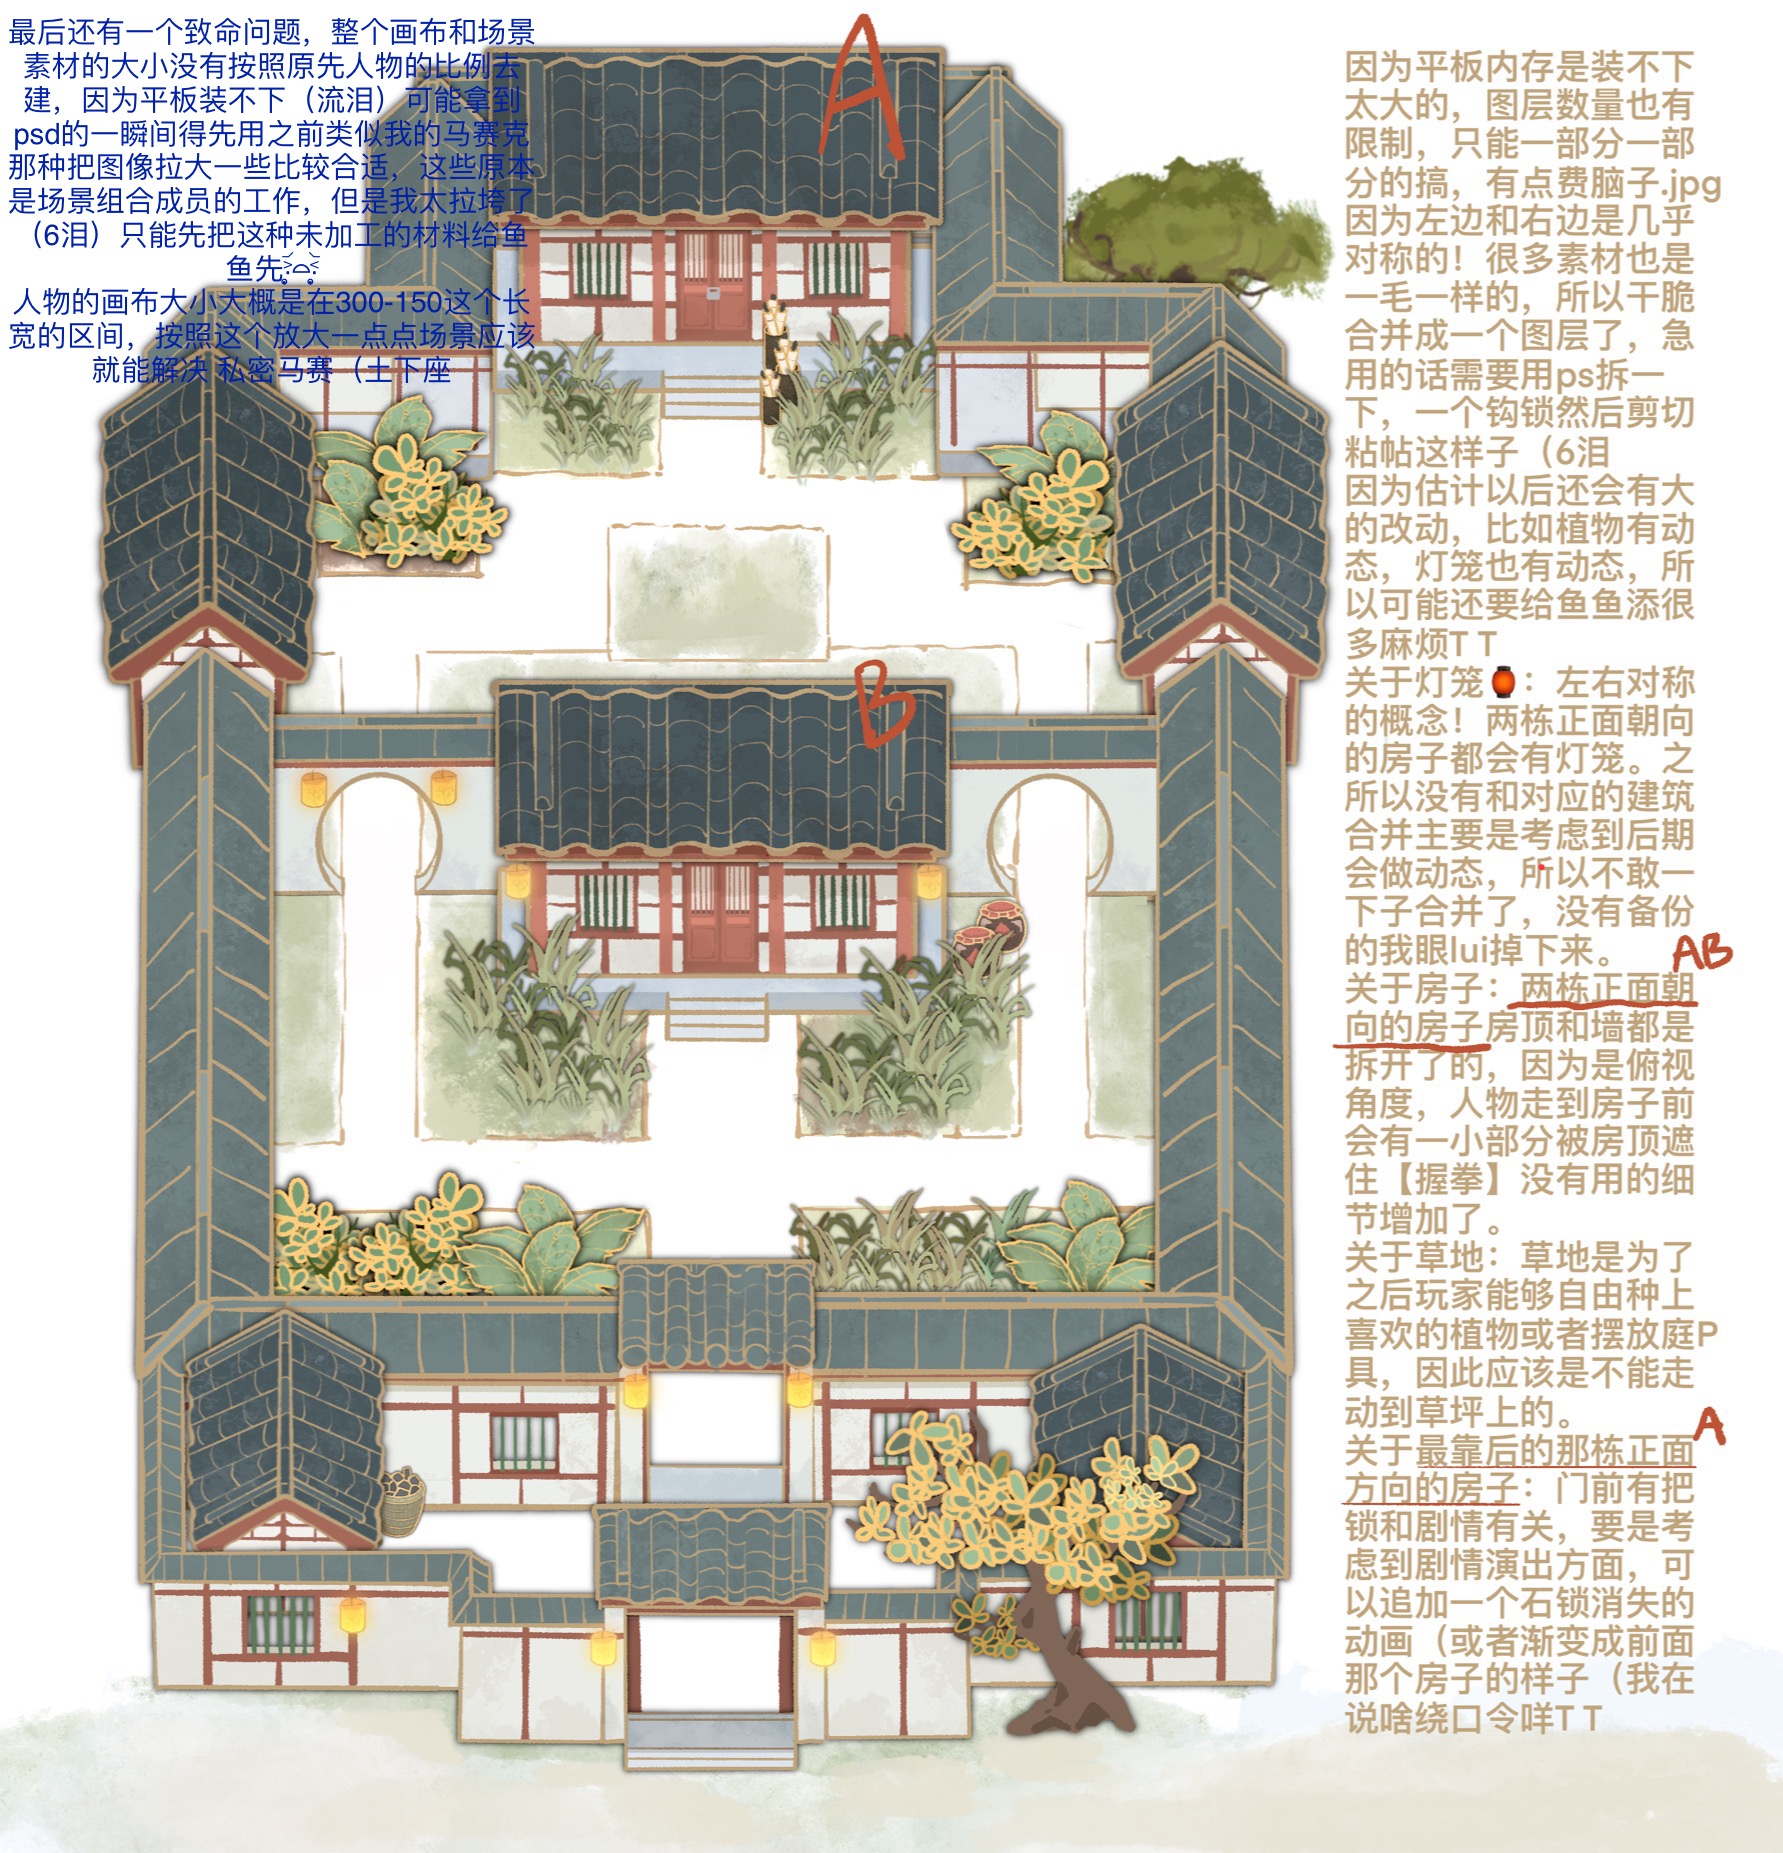 最后还有一个致命问题，整个画布和场景
素材的大小没有按照原先人物的比例去
建，因为平板装不下（流泪）可能拿到
psd的一瞬间得先用之前类似我的马赛克
那种把图像拉大一些比较合适，这些原本
是场景组合成员的工作，但是我太拉垮了
（6泪）只能先把这种未加工的材料给鱼
鱼先
人物的画布大小大概是在300-150这个长
宽的区间，按照这个放大一点点场景应该
就能解决 私密马赛（土下座
A
B
因为平板内存是装不下
太大的，图层数量也有
限制，只能一部分一部
分的搞，有点费脑子.jpg
因为左边和右边是几乎
对称的！很多素材也是
一毛一样的，所以干脆
合并成一个图层了，急
用的话需要用ps拆一
下，一个钩锁然后剪切
粘帖这样子（6泪
因为估计以后还会有大
的改动，比如植物有动
态，灯笼也有动态，所
以可能还要给鱼鱼添很
多麻烦T T
关于灯笼🏮：左右对称
的概念！两栋正面朝向
的房子都会有灯笼。之
所以没有和对应的建筑
合并主要是考虑到后期
会做动态，所以不敢一
下子合并了，没有备份
的我眼lui掉下来。
AB
关于房子：两栋正面朝
向的房子房顶和墙都是
拆开了的，因为是俯视
角度，人物走到房子前
会有一小部分被房顶遮
住【握拳】没有用的细
节增加了。
关于草地：草地是为了
之后玩家能够自由种上
喜欢的植物或者摆放庭P
具，因此应该是不能走
动到草坪上的。
A
关于最靠后的那栋正面
方向的房子：门前有把
锁和剧情有关，要是考
虑到剧情演出方面，可
以追加一个石锁消失的
动画（或者渐变成前面
那个房子的样子（我在
说啥绕口令咩T T